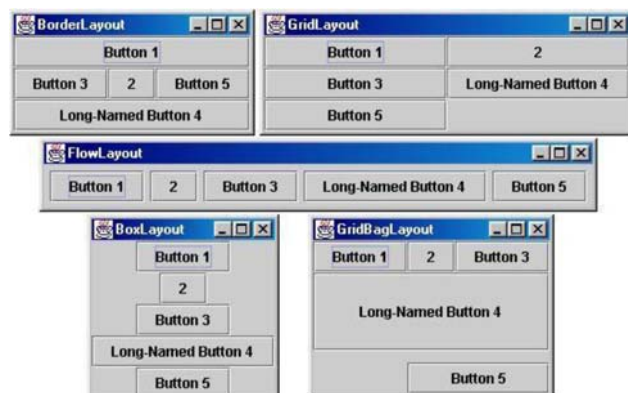 BorderLayout
Button 1
Button 3 2 Button 5
Long-Named Button 4
GridLayout
Button 1 2
Button 3 Long-Named Button 4
Button 5
FlowLayout
Button 1 2 Button 3 Long-Named Button 4 Button 5
BoxLayout
Button 1
2
Button 3
Long-Named Button 4
Button 5
GridBagLayout
Button 1 2 Button 3
Long-Named Button 4
Button 5